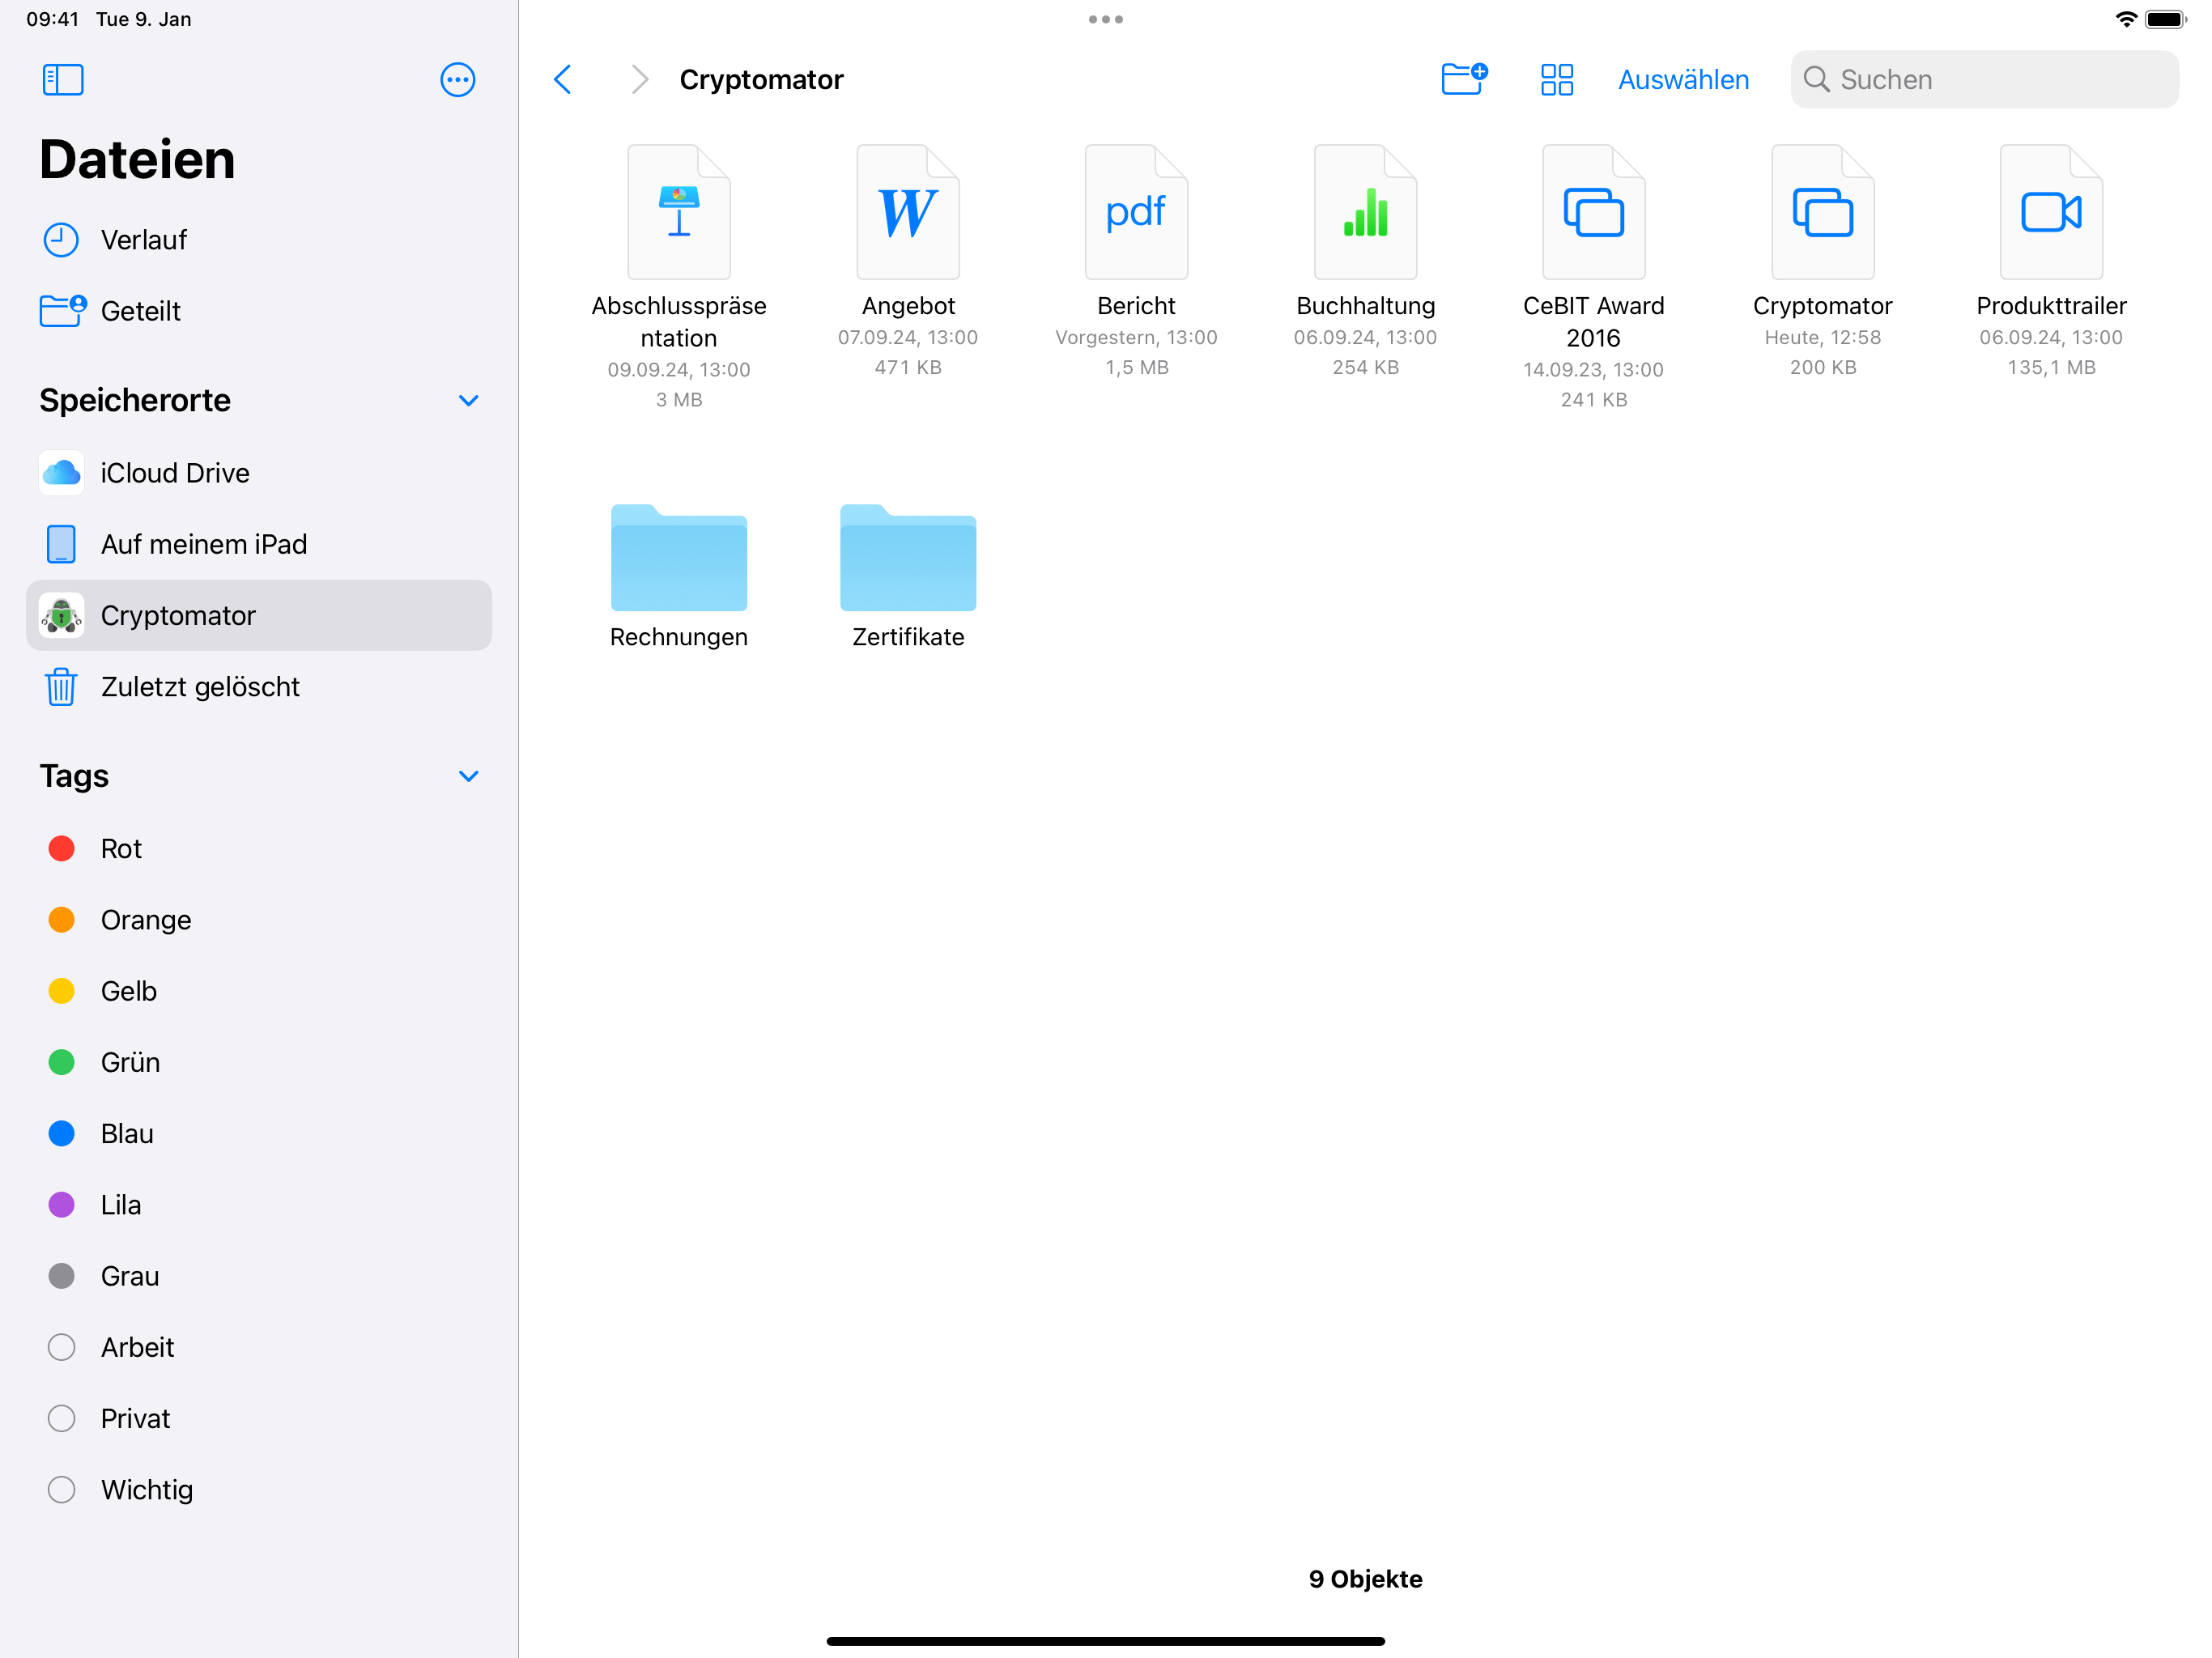 09:41 Tue 9. Jan
Dateien
Verlauf
Geteilt
Speicherorte
iCloud Drive
Auf meinem iPad
Cryptomator
Zuletzt gelöscht
Tags
Rot
Orange
Gelb
Grün
Blau
Lila
Grau
Arbeit
Privat
Wichtig
Cryptomator
Auswählen
Suchen
W
pdf
Abschlusspräse
ntation
09.09.24, 13:00
3 MB
Angebot
07.09.24, 13:00
471 KB
Bericht
Vorgestern, 13:00
1,5 MB
Buchhaltung
06.09.24, 13:00
254 KB
CeBIT Award
2016
14.09.23, 13:00
241 KB
Cryptomator
Heute, 12:58
200 KB
Produkttrailer
06.09.24, 13:00
135,1 MB
Rechnungen
Zertifikate
9 Objekte